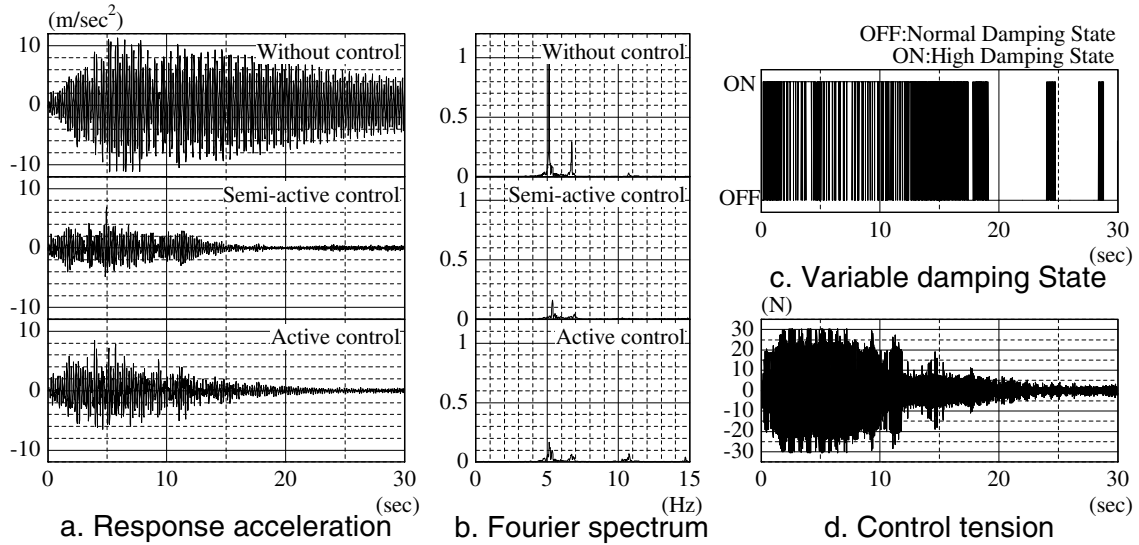 (m/sec²)
10
Without control
0
-10
10
Semi-active control
0
-10
10
Active control
0
-10
0 10 20 30
(sec)
a. Response acceleration
1
Without control
0.5
0
1
Semi-active control
0.5
0
1
Active control
0.5
0
0 5 10 15
(Hz)
b. Fourier spectrum
OFF:Normal Damping State
ON:High Damping State
ON
OFF
0 10 20 30
(sec)
c. Variable damping State
(N)
30
20
10
0
-10
-20
-30
0 10 20 30
(sec)
d. Control tension